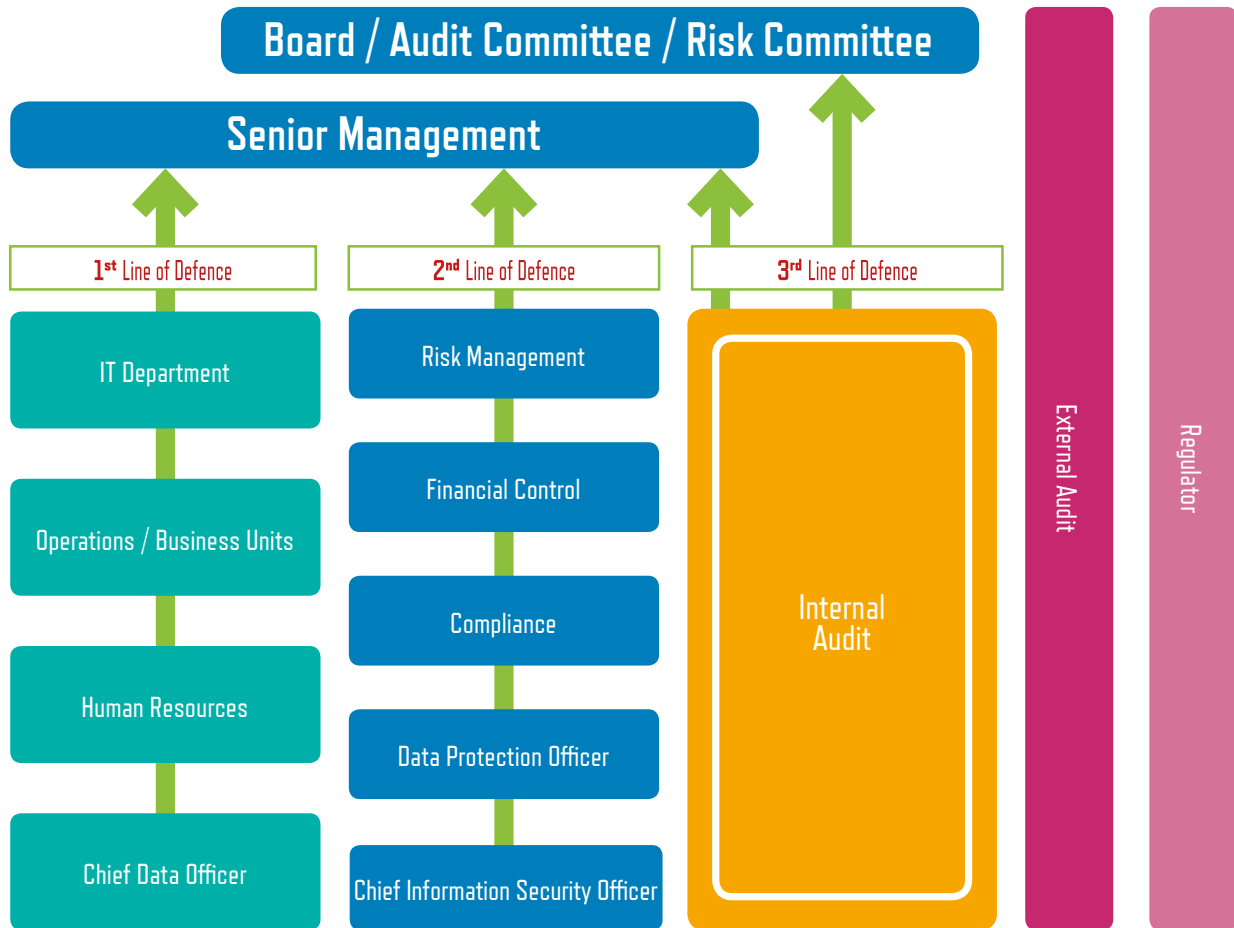 Board / Audit Committee / Risk Committee
Senior Management
1st Line of Defence
IT Department
Operations / Business Units
Human Resources
Chief Data Officer
2nd Line of Defence
Risk Management
Financial Control
Compliance
Data Protection Officer
Chief Information Security Officer
3rd Line of Defence
Internal
Audit
External Audit
Regulator